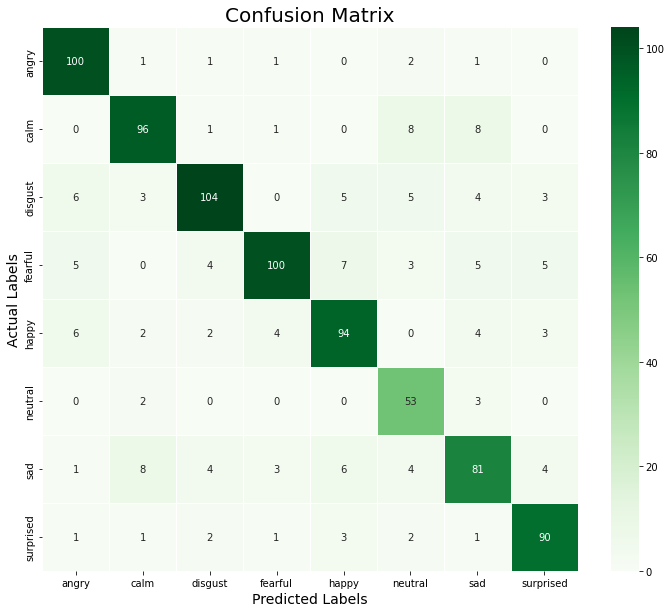 Confusion Matrix
Actual Labels
angry 100 1 1 1 0 2 1 0
calm 0 96 1 1 0 8 8 0
disgust 6 3 104 0 5 5 4 3
fearful 5 0 4 100 7 3 5 5
happy 6 2 2 4 94 0 4 3
neutral 0 2 0 0 0 53 3 0
sad 1 8 4 3 6 4 81 4
surprised 1 1 2 1 3 2 1 90
angry calm disgust fearful happy neutral sad surprised
Predicted Labels
100
80
60
40
20
0